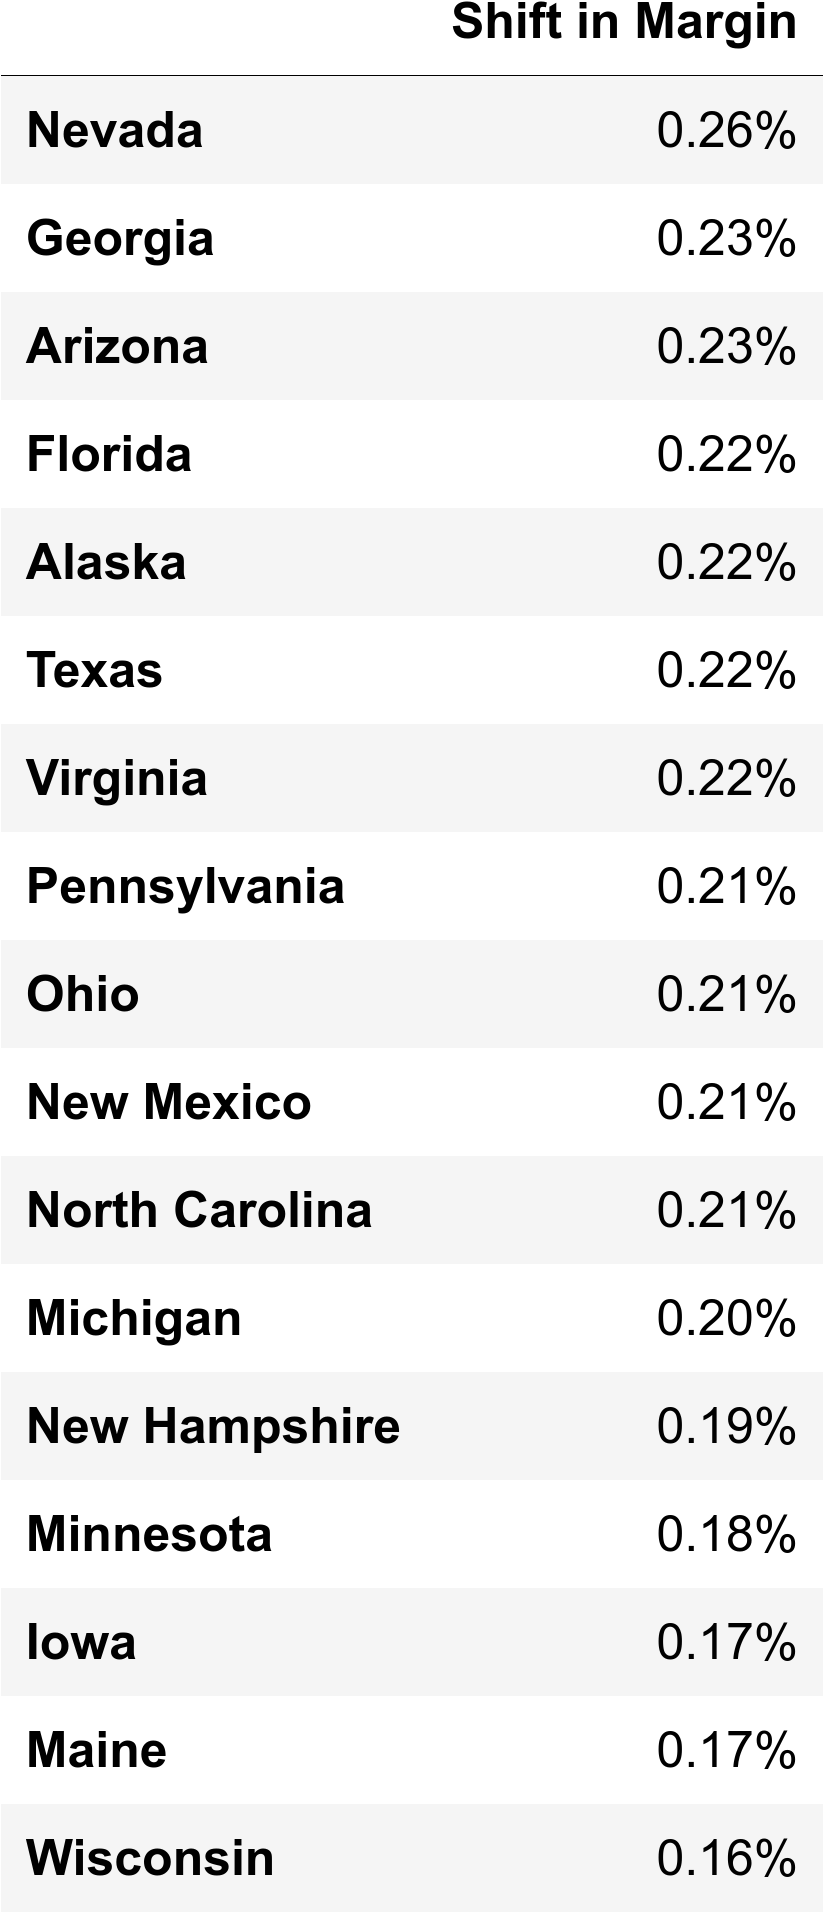 Shift in Margin
Nevada 0.26%
Georgia 0.23%
Arizona 0.23%
Florida 0.22%
Alaska 0.22%
Texas 0.22%
Virginia 0.22%
Pennsylvania 0.21%
Ohio 0.21%
New Mexico 0.21%
North Carolina 0.21%
Michigan 0.20%
New Hampshire 0.19%
Minnesota 0.18%
Iowa 0.17%
Maine 0.17%
Wisconsin 0.16%